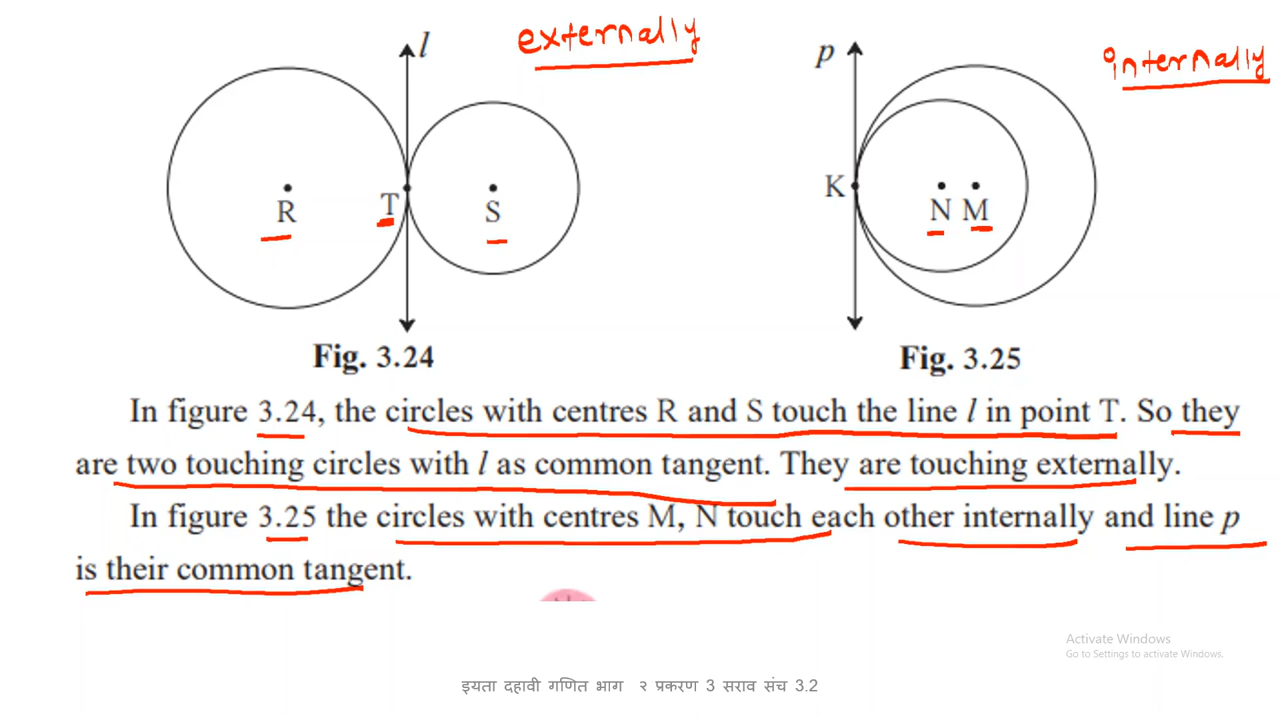 l
externally
p
internally
R
T
S
K
N M
Fig. 3.24
Fig. 3.25
In figure 3.24, the circles with centres R and S touch the line l in point T. So they
are two touching circles with l as common tangent. They are touching externally.
In figure 3.25 the circles with centres M, N touch each other internally and line p
is their common tangent.
Activate Windows
Go to Settings to activate Windows.
इयता दहावी गणित भाग २ प्रकरण 3 सराव संच 3.2